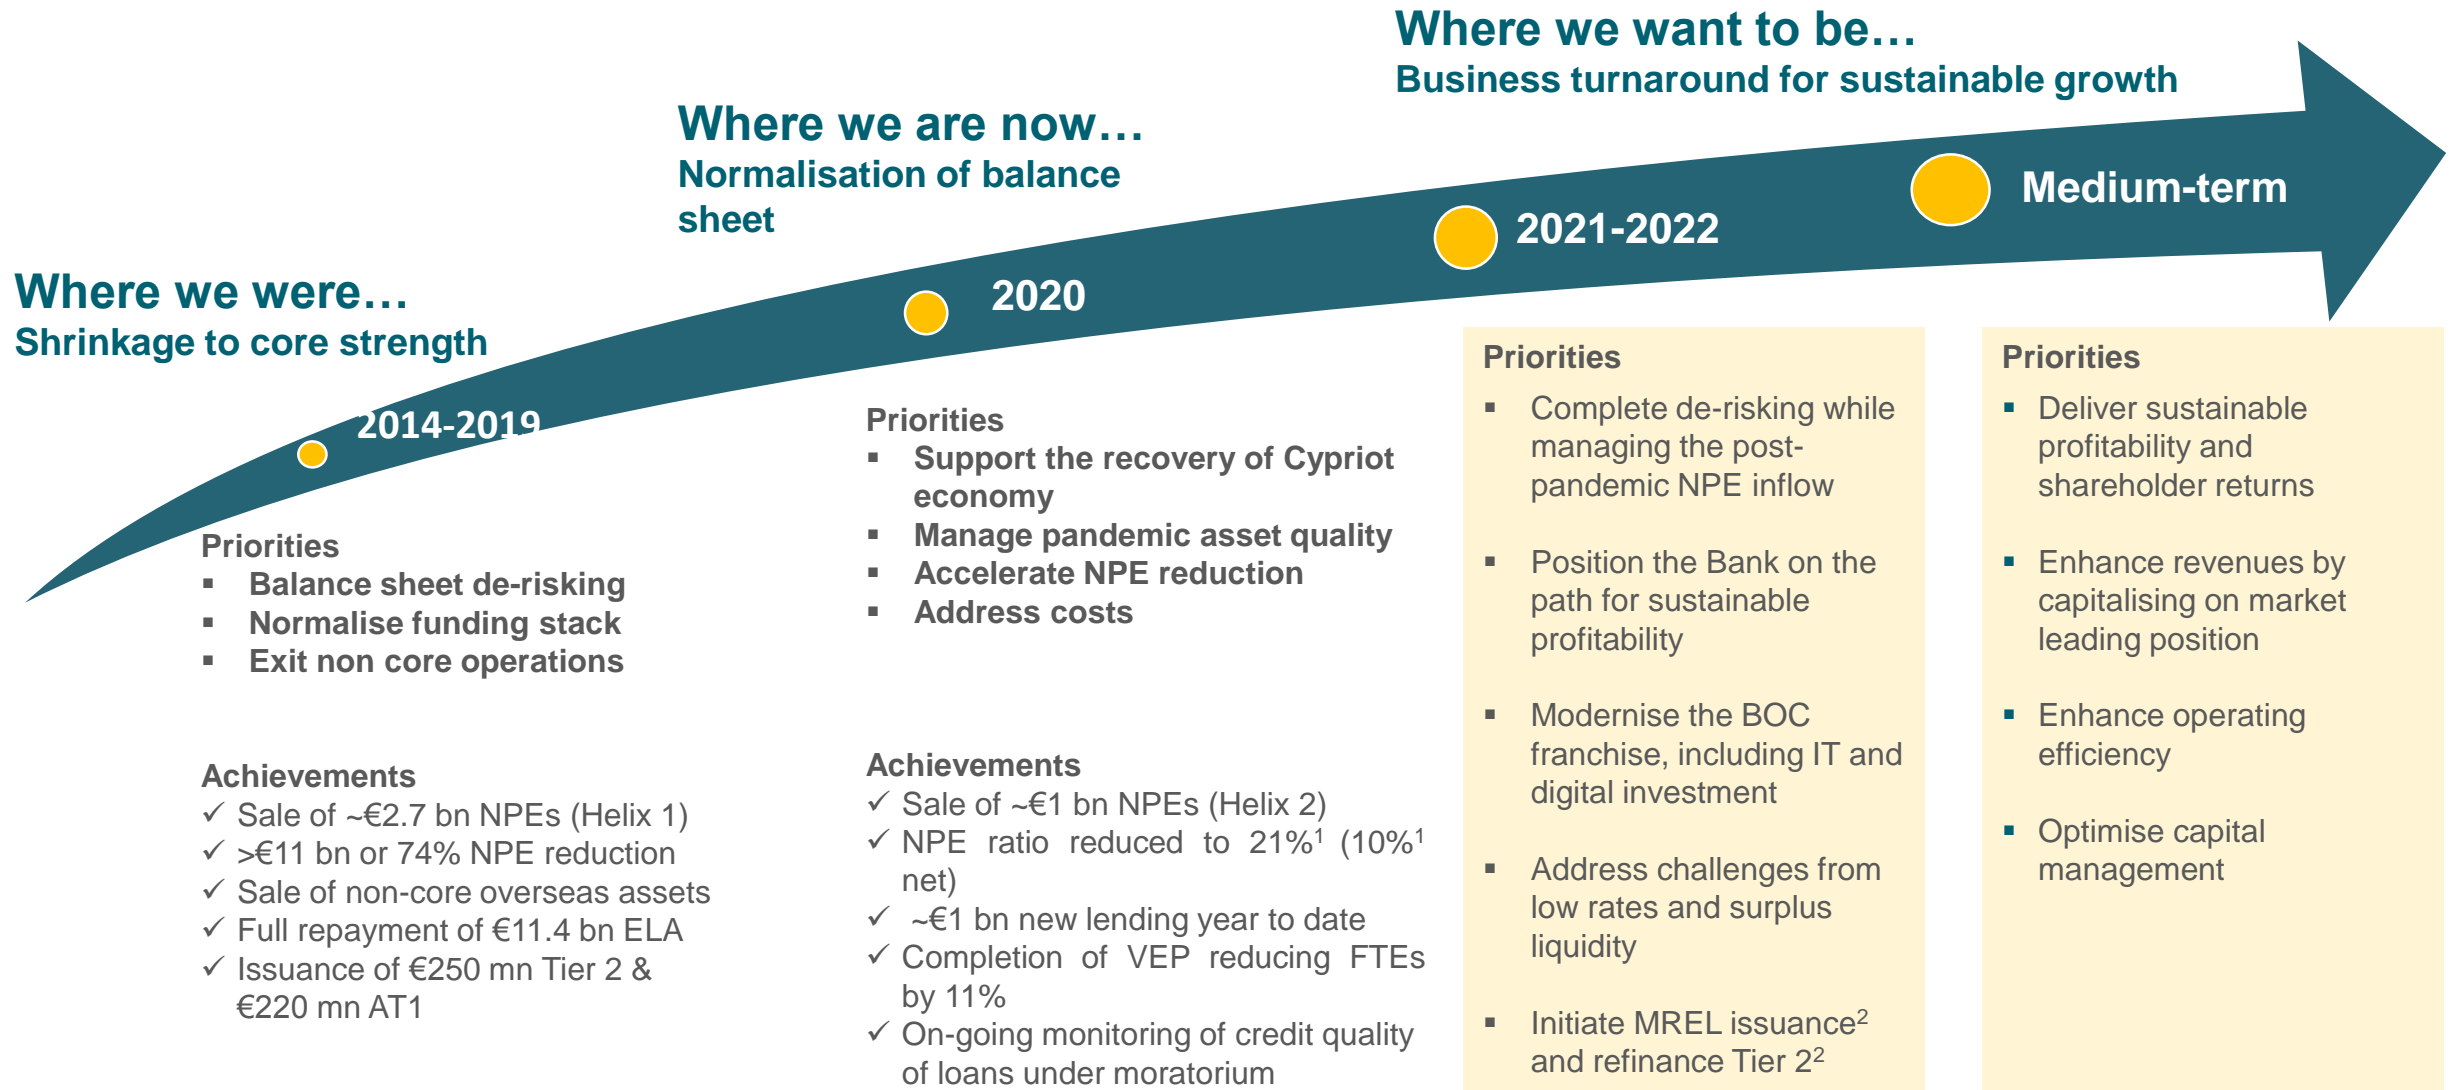 Where we were…
Shrinkage to core strength
Where we are now…
Normalisation of balance
sheet
Where we want to be…
Business turnaround for sustainable growth
2014-2019
2020
2021-2022
Medium-term
Priorities
▪ Balance sheet de-risking
▪ Normalise funding stack
▪ Exit non core operations
Achievements
✓ Sale of ~€2.7 bn NPEs (Helix 1)
✓ >€11 bn or 74% NPE reduction
✓ Sale of non-core overseas assets
✓ Full repayment of €11.4 bn ELA
✓ Issuance of €250 mn Tier 2 &
€220 mn AT1
Priorities
▪ Support the recovery of Cypriot
economy
▪ Manage pandemic asset quality
▪ Accelerate NPE reduction
▪ Address costs
Achievements
✓ Sale of ~€1 bn NPEs (Helix 2)
✓ NPE ratio reduced to 21%¹ (10%¹
net)
✓ ~€1 bn new lending year to date
✓ Completion of VEP reducing FTEs
by 11%
✓ On-going monitoring of credit quality
of loans under moratorium
Priorities
▪ Complete de-risking while
managing the post-
pandemic NPE inflow
▪ Position the Bank on the
path for sustainable
profitability
▪ Modernise the BOC
franchise, including IT and
digital investment
▪ Address challenges from
low rates and surplus
liquidity
▪ Initiate MREL issuance²
and refinance Tier 2²
Priorities
▪ Deliver sustainable
profitability and
shareholder returns
▪ Enhance revenues by
capitalising on market
leading position
▪ Enhance operating
efficiency
▪ Optimise capital
management